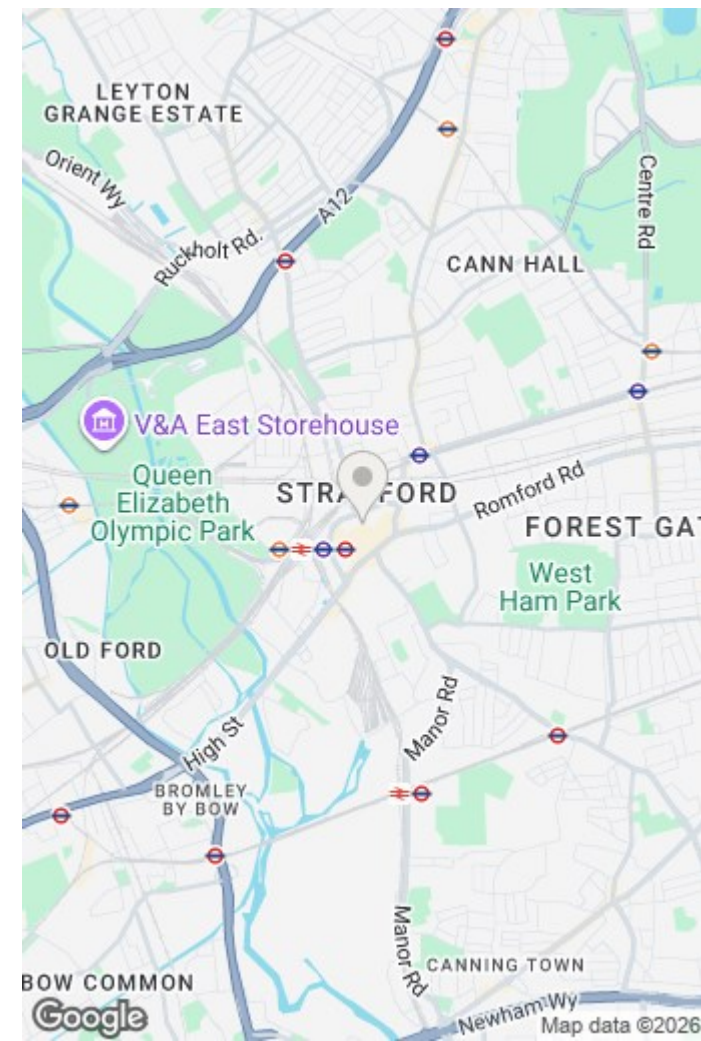 LEYTON
GRANGE ESTATE
Orient Wy
A12
Ruckholt Rd.
Centre Rd
CANN HALL
V&A East Storehouse
Queen
Elizabeth
Olympic Park
STRA FORD
Romford Rd
FOREST GA
West
Ham Park
OLD FORD
Manor Rd
High St
BROMLEY
BY BOW
Manor Rd
CANNING TOWN
BOW COMMON
Newham Wy
Google
Map data ©2026